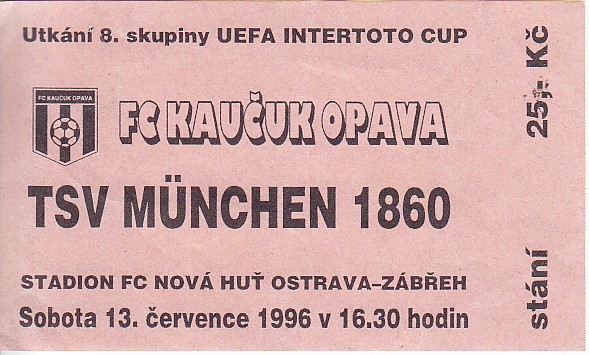 Utkání 8. skupiny UEFA INTERTOTO CUP
FC KAUČUK OPAVA
FC KAUČUK OPAVA
TSV MÜNCHEN 1860
STADION FC NOVÁ HUŤ OSTRAVA–ZÁBŘEH
Sobota 13. července 1996 v 16.30 hodin
25,- Kč
stání